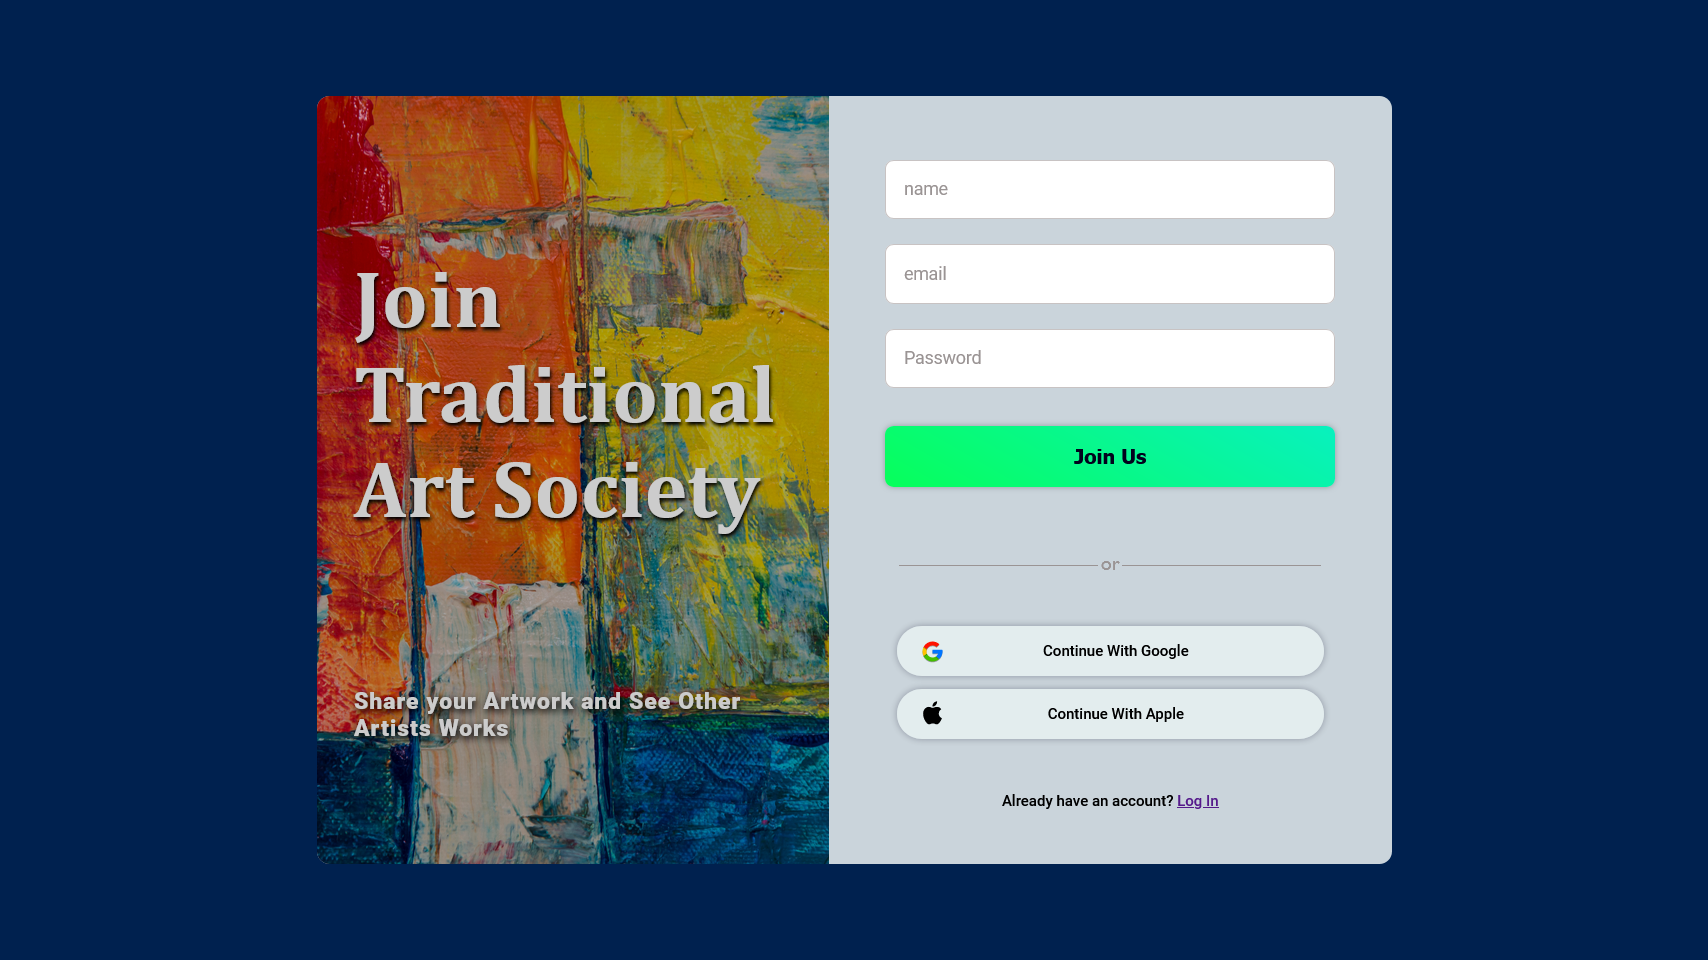 Join
Traditional
Art Society
Share your Artwork and See Other
Artists Works
name
email
Password
Join Us
or
Continue With Google
Continue With Apple
Already have an account? Log In